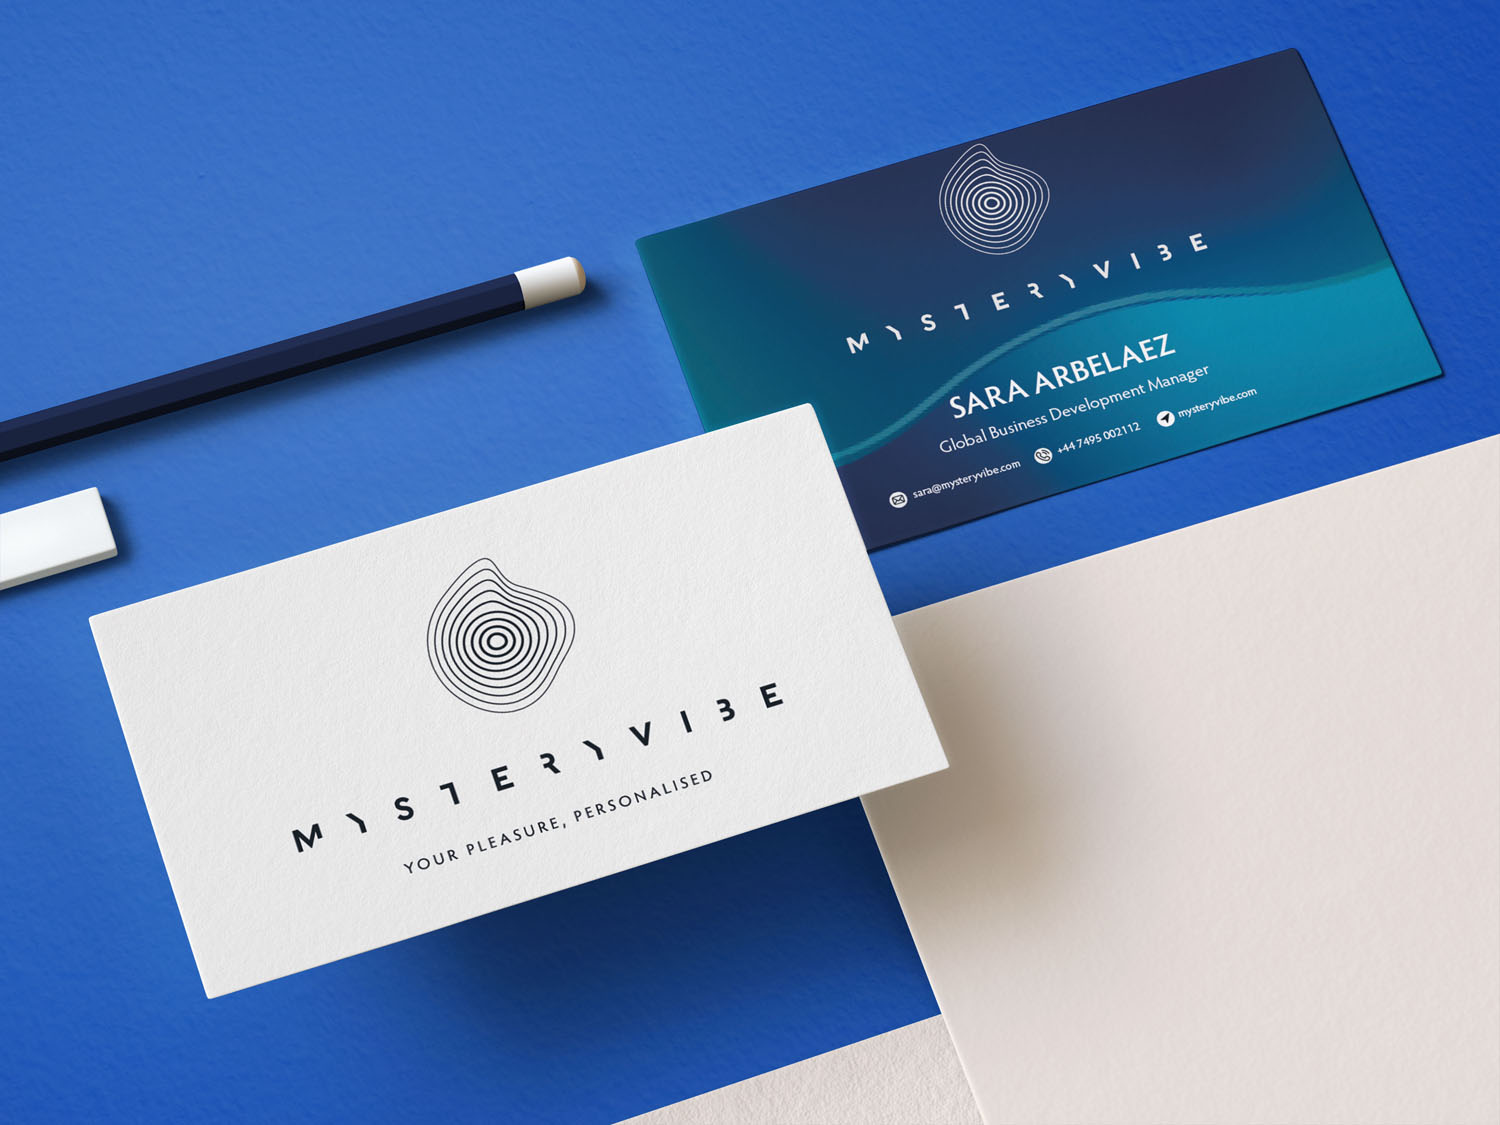 MYSTERYVIBE
SARA ARBELAEZ
Global Business Development Manager
sara@mysteryvibe.com +44 7495 002112 mysteryvibe.com
MYSTERYVIBE
YOUR PLEASURE, PERSONALISED